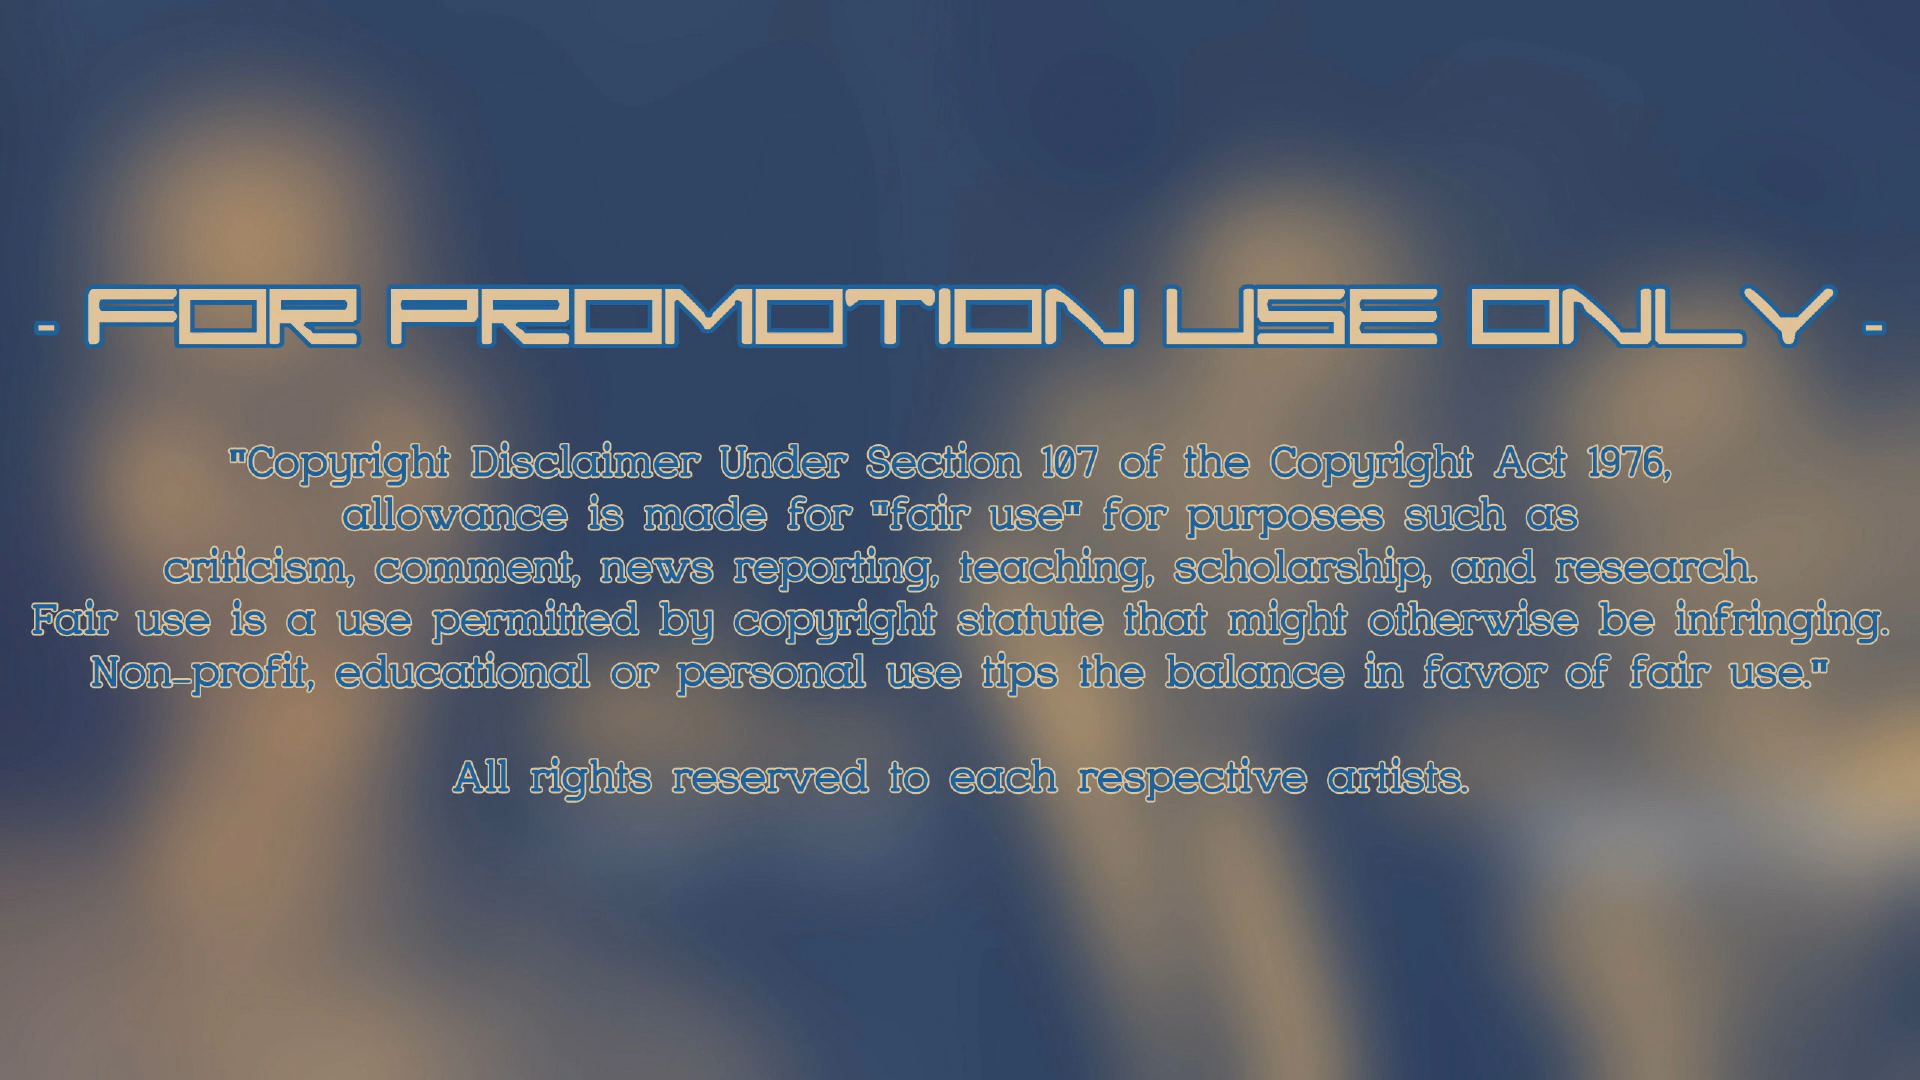 - FOR PROMOTION USE ONLY -
"Copyright Disclaimer Under Section 107 of the Copyright Act 1976,
allowance is made for "fair use" for purposes such as
criticism, comment, news reporting, teaching, scholarship, and research.
Fair use is a use permitted by copyright statute that might otherwise be infringing.
Non-profit, educational or personal use tips the balance in favor of fair use."
All rights reserved to each respective artists.